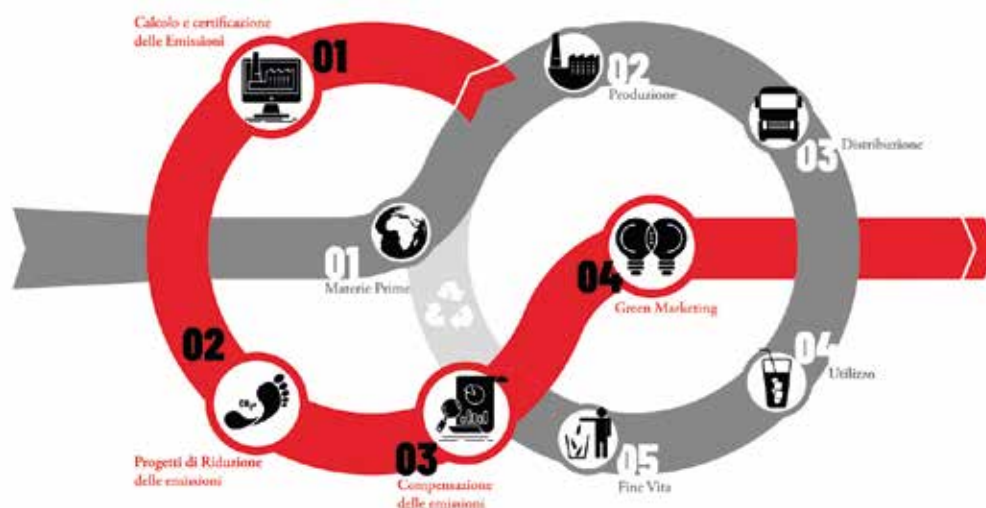 Calcolo e certificazione
delle Emissioni
01
02
Produzione
03
Distribuzione
01
Materie Prime
04
Green Marketing
02
CO₂
Progetti di Riduzione
delle emissioni
03
Compensazione
delle emissioni
04
Utilizzo
05
Fine Vita